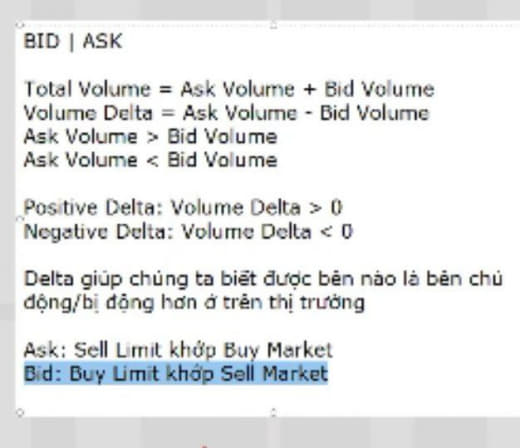 BID | ASK
Total Volume = Ask Volume + Bid Volume
Volume Delta = Ask Volume - Bid Volume
Ask Volume > Bid Volume
Ask Volume < Bid Volume
Positive Delta: Volume Delta > 0
Negative Delta: Volume Delta < 0
Delta giúp chúng ta biết được bên nào là bên chủ
động/bị động hơn ở trên thị trường
Ask: Sell Limit khớp Buy Market
Bid: Buy Limit khớp Sell Market